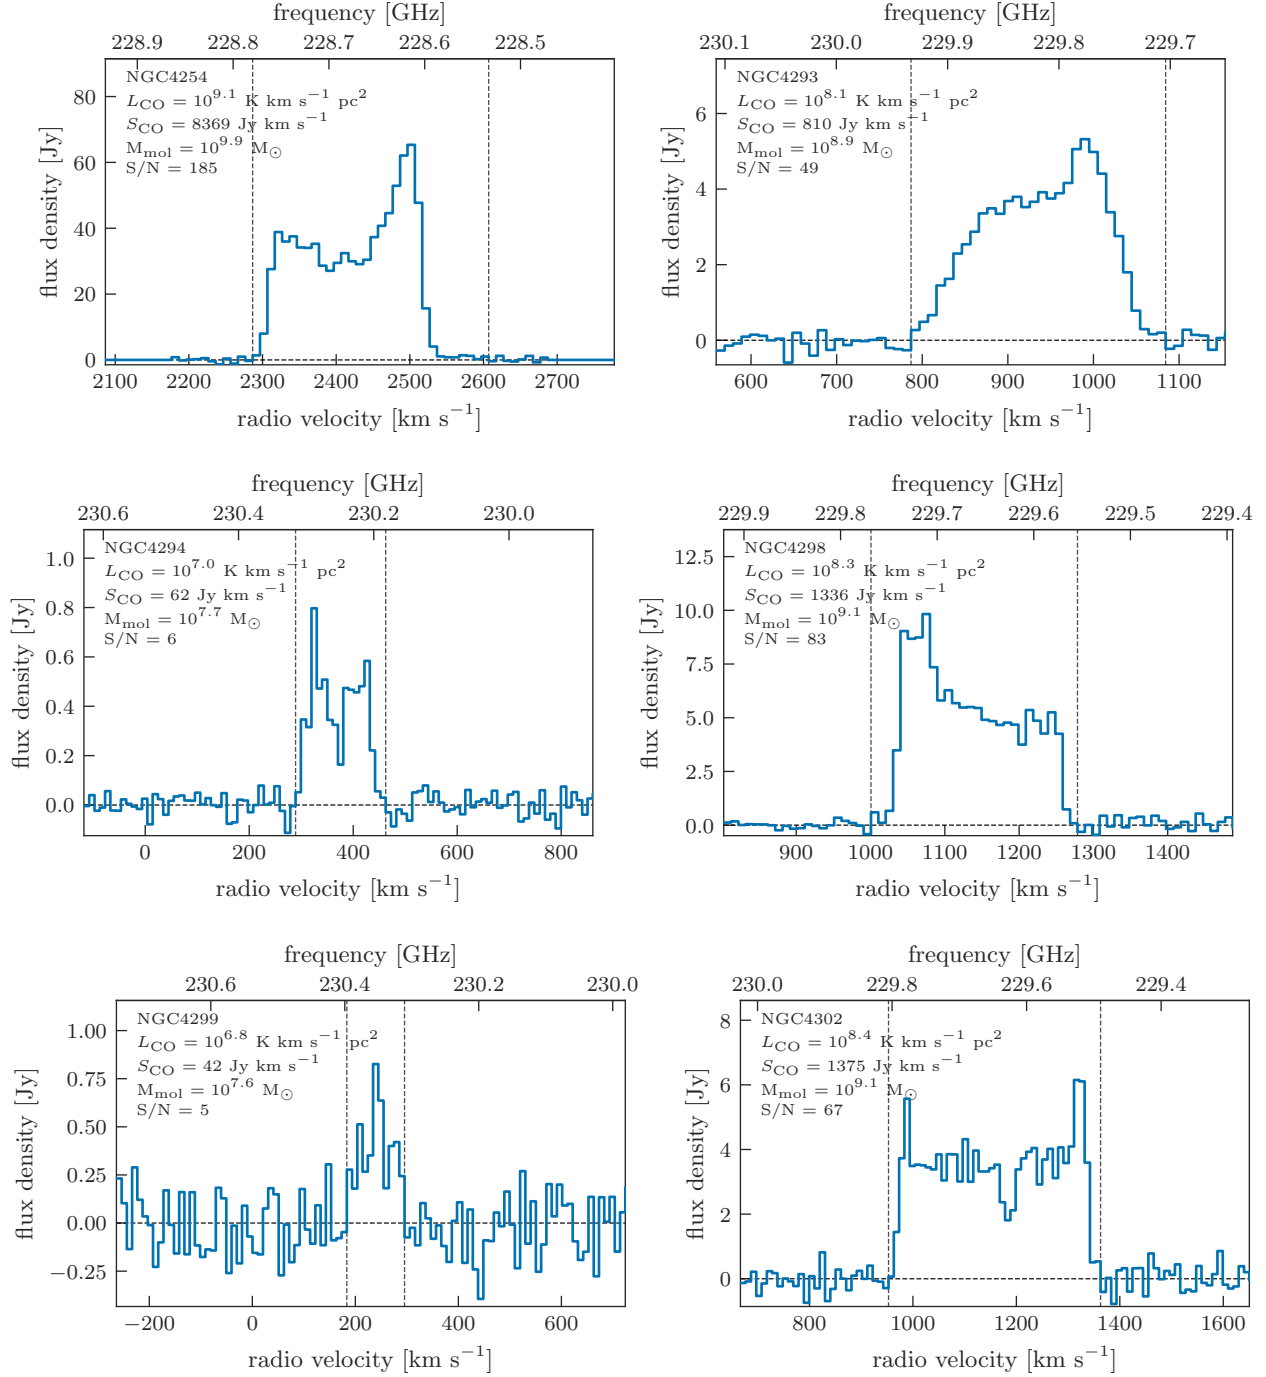 frequency [GHz]
228.9 228.8 228.7 228.6 228.5
NGC4254
L_CO = 10^9.1 K km s^−1 pc^2
S_CO = 8369 Jy km s^−1
M_mol = 10^9.9 M_⊙
S/N = 185
80
60
40
20
0
flux density [Jy]
2100 2200 2300 2400 2500 2600 2700
radio velocity [km s^−1]
frequency [GHz]
230.1 230.0 229.9 229.8 229.7
NGC4293
L_CO = 10^8.1 K km s^−1 pc^2
S_CO = 810 Jy km s^−1
M_mol = 10^8.9 M_⊙
S/N = 49
6
4
2
0
flux density [Jy]
600 700 800 900 1000 1100
radio velocity [km s^−1]
frequency [GHz]
230.6 230.4 230.2 230.0
NGC4294
L_CO = 10^7.0 K km s^−1 pc^2
S_CO = 62 Jy km s^−1
M_mol = 10^7.7 M_⊙
S/N = 6
1.0
0.8
0.6
0.4
0.2
0.0
flux density [Jy]
0 200 400 600 800
radio velocity [km s^−1]
frequency [GHz]
229.9 229.8 229.7 229.6 229.5 229.4
NGC4298
L_CO = 10^8.3 K km s^−1 pc^2
S_CO = 1336 Jy km s^−1
M_mol = 10^9.1 M_⊙
S/N = 83
12.5
10.0
7.5
5.0
2.5
0.0
flux density [Jy]
900 1000 1100 1200 1300 1400
radio velocity [km s^−1]
frequency [GHz]
230.6 230.4 230.2 230.0
NGC4299
L_CO = 10^6.8 K km s^−1 pc^2
S_CO = 42 Jy km s^−1
M_mol = 10^7.6 M_⊙
S/N = 5
1.00
0.75
0.50
0.25
0.00
−0.25
flux density [Jy]
−200 0 200 400 600
radio velocity [km s^−1]
frequency [GHz]
230.0 229.8 229.6 229.4
NGC4302
L_CO = 10^8.4 K km s^−1 pc^2
S_CO = 1375 Jy km s^−1
M_mol = 10^9.1 M_⊙
S/N = 67
8
6
4
2
0
flux density [Jy]
800 1000 1200 1400 1600
radio velocity [km s^−1]